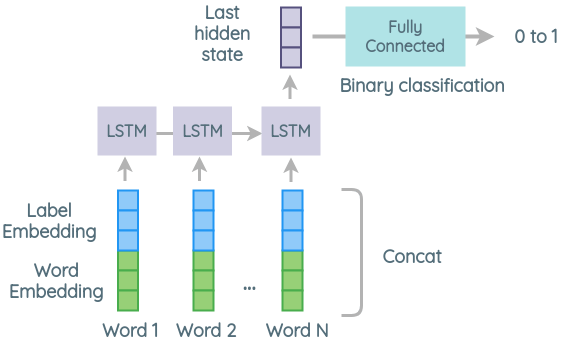 Last
hidden
state
Fully
Connected
0 to 1
Binary classification
LSTM
LSTM
LSTM
Label
Embedding
Word
Embedding
...
Concat
Word 1
Word 2
Word N